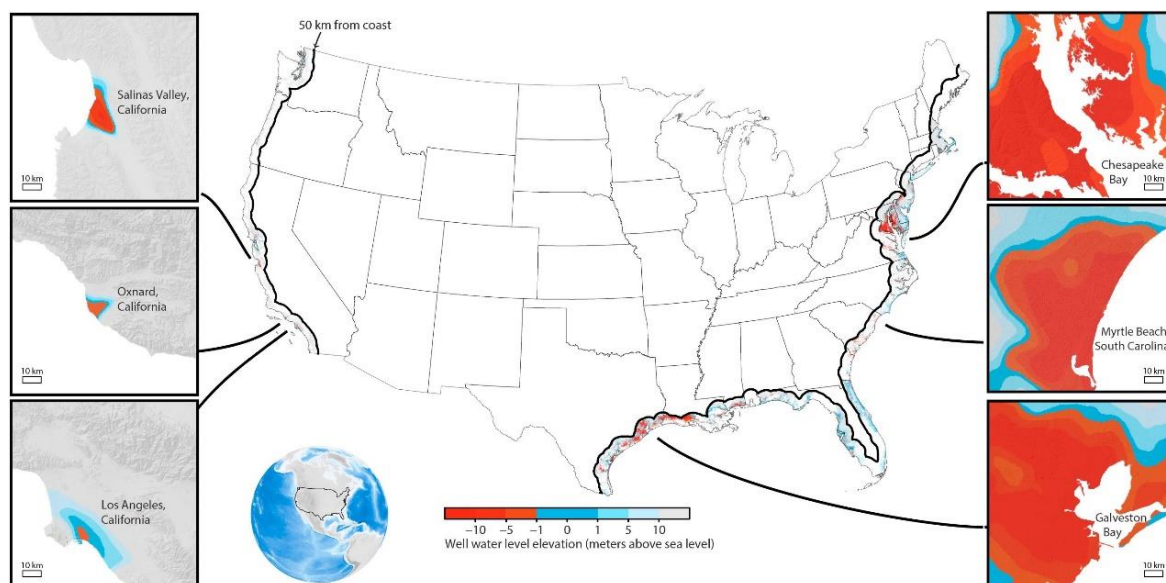 50 km from coast
Salinas Valley,
California
10 km
Oxnard,
California
10 km
Los Angeles,
California
10 km
Chesapeake
Bay
10 km
Myrtle Beach,
South Carolina
10 km
Galveston
Bay
10 km
−10 −5 −1 0 1 5 10
Well water level elevation (meters above sea level)